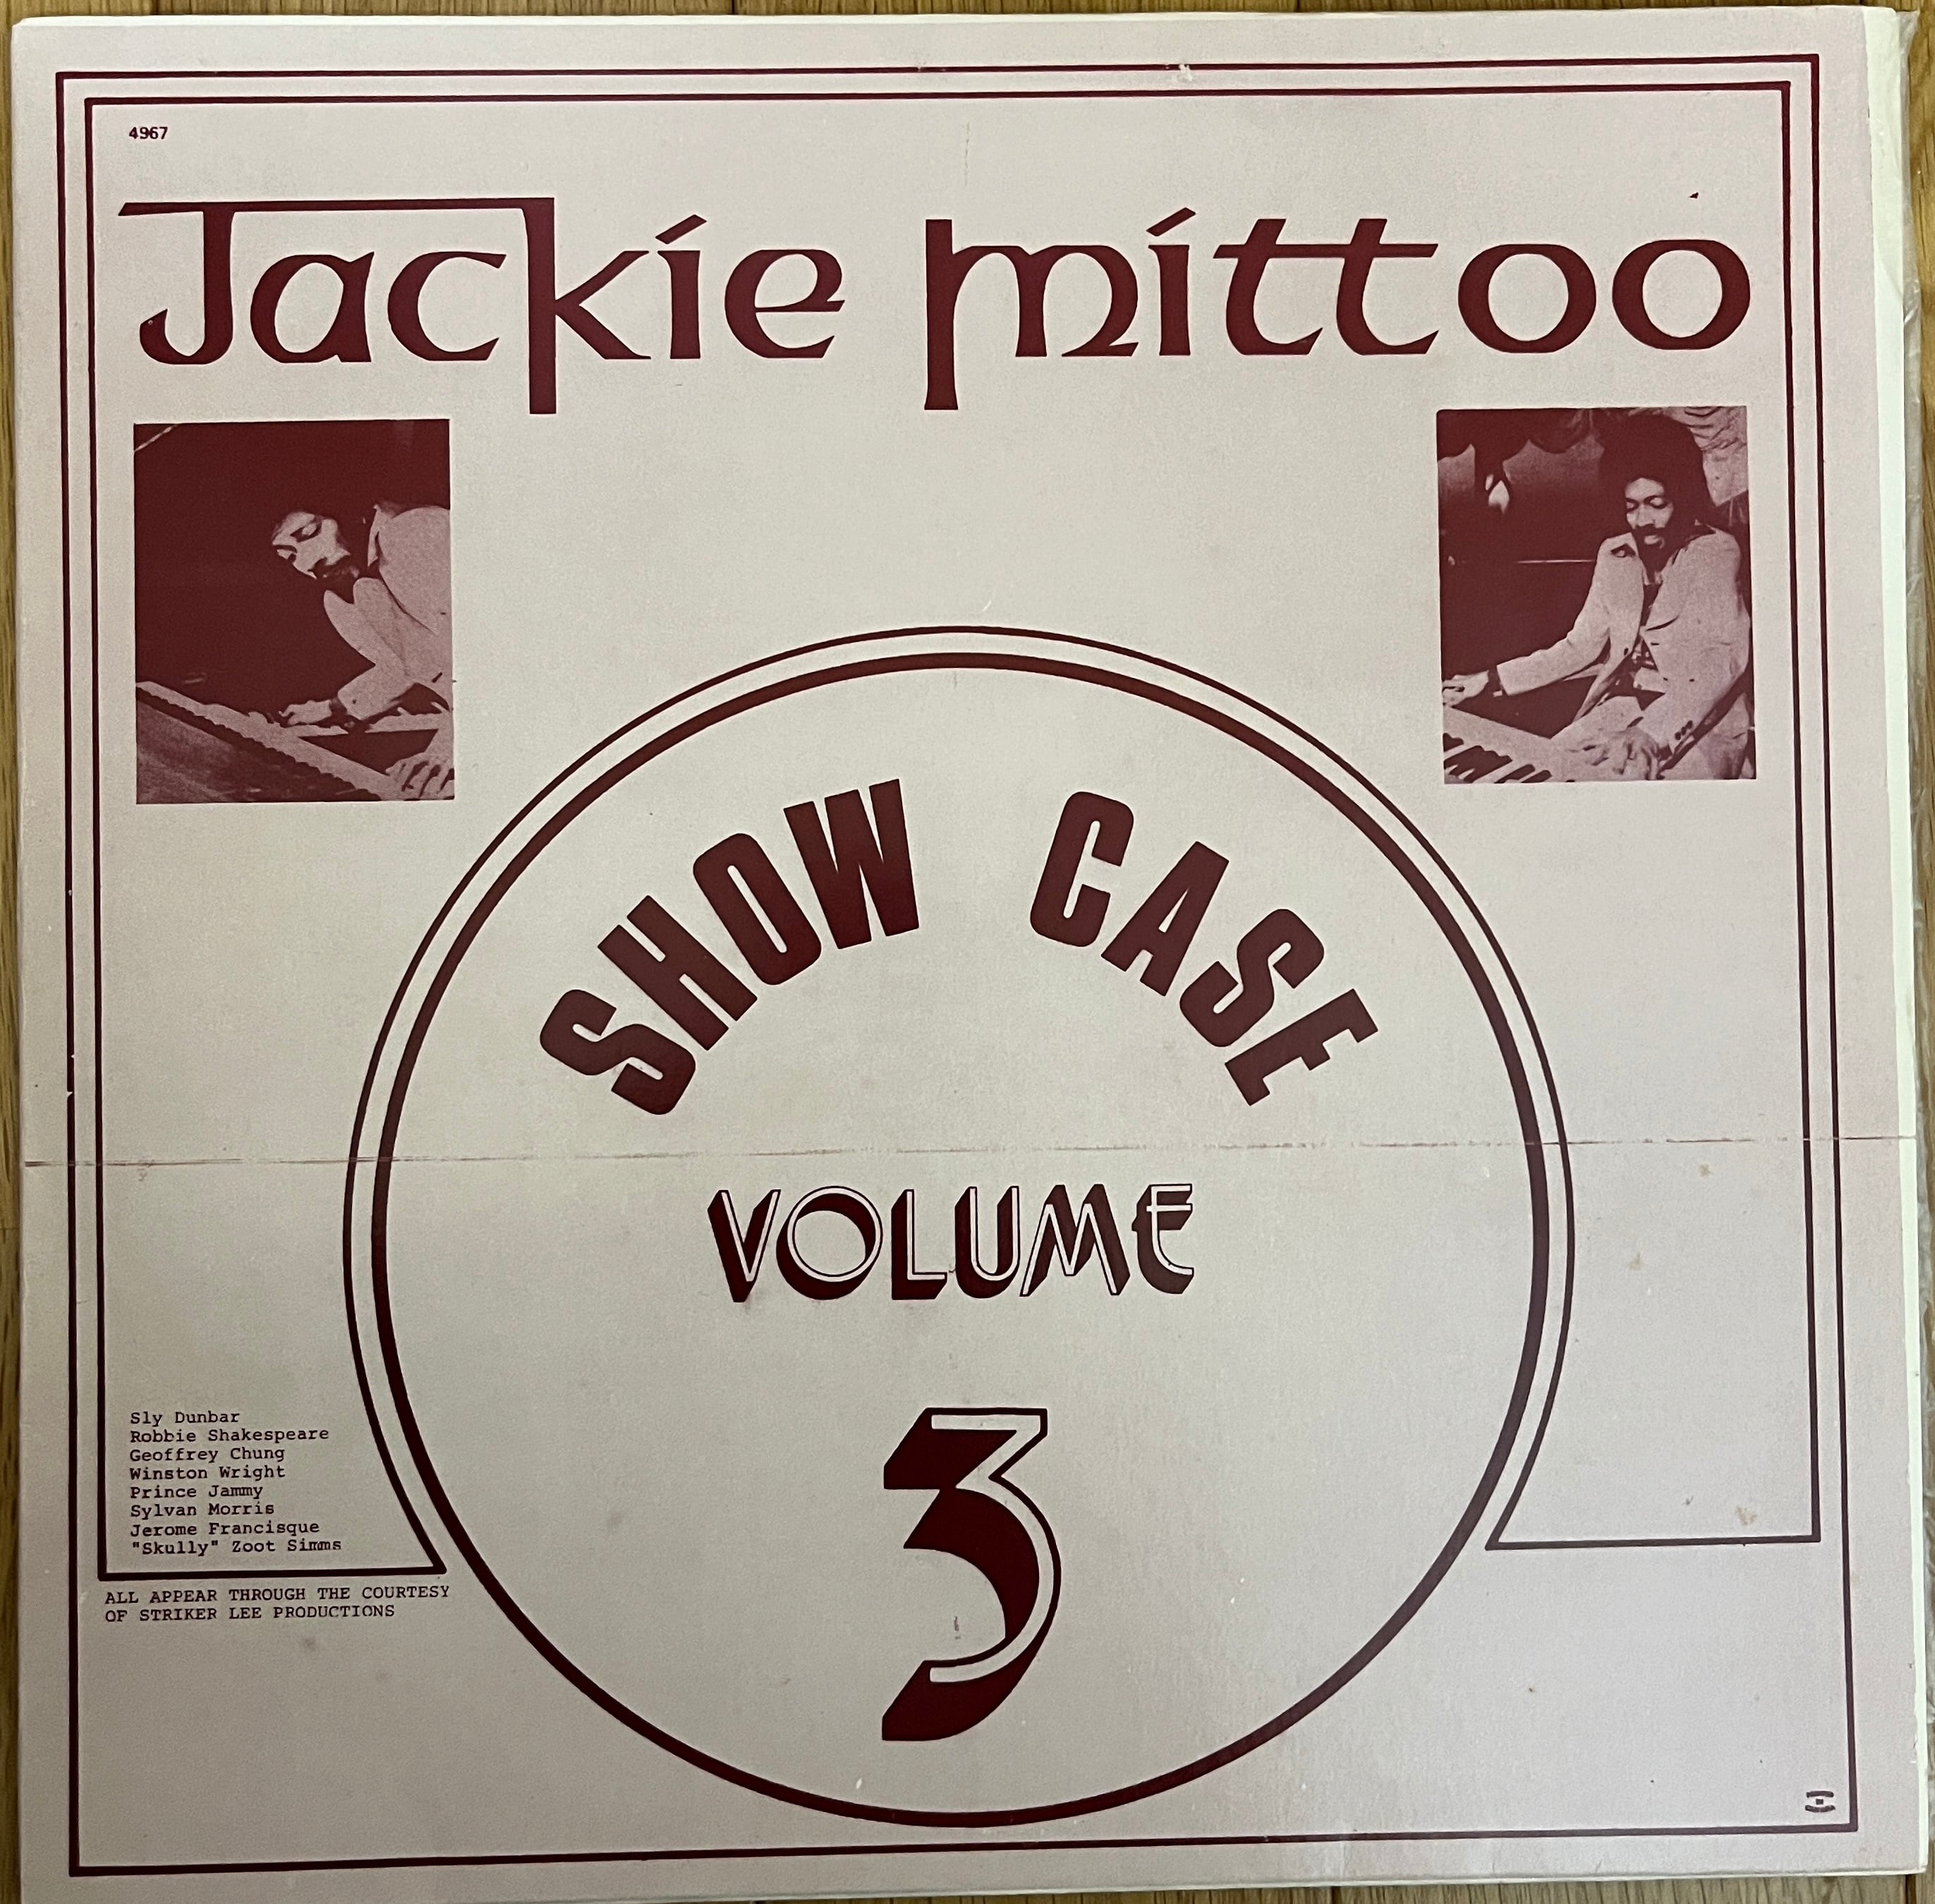 4967
Jackie Mittoo
SHOW CASE
VOLUME
3
Sly Dunbar
Robbie Shakespeare
Geoffrey Chung
Winston Wright
Prince Jammy
Sylvan Morris
Jerome Francisque
"Skully" Zoot Simms
ALL APPEAR THROUGH THE COURTESY
OF STRIKER LEE PRODUCTIONS